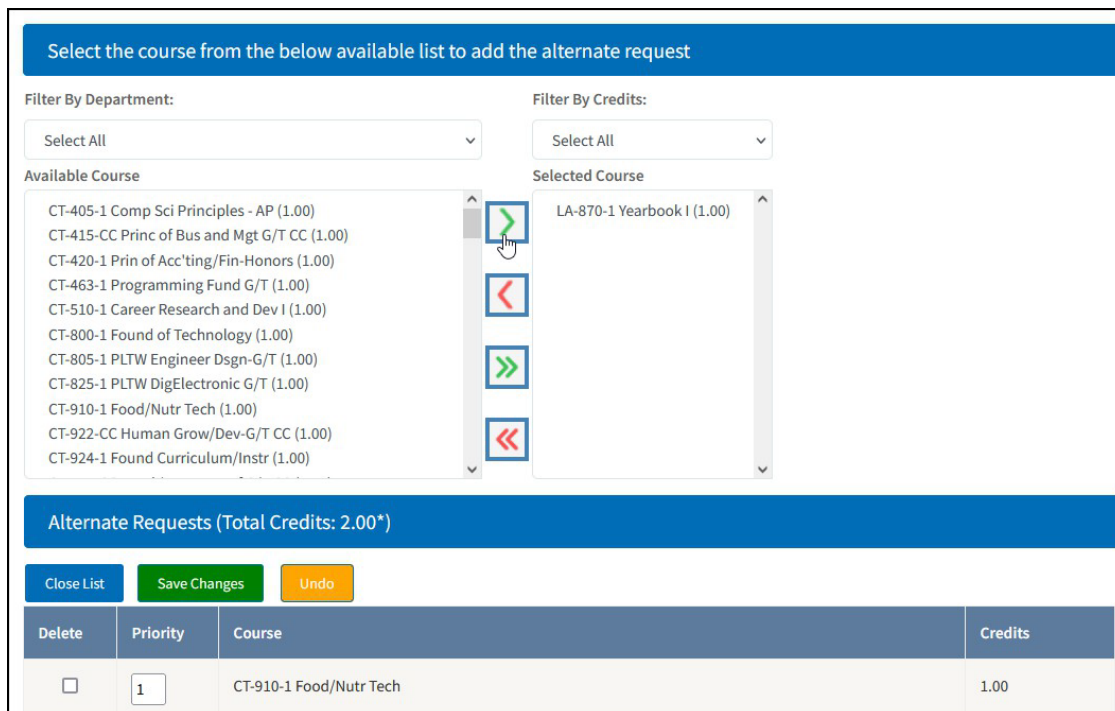 Select the course from the below available list to add the alternate request
Filter By Department:
Filter By Credits:
Select All
Select All
Available Course
Selected Course
CT-405-1 Comp Sci Principles - AP (1.00)
CT-415-CC Princ of Bus and Mgt G/T CC (1.00)
CT-420-1 Prin of Acc'ting/Fin-Honors (1.00)
CT-463-1 Programming Fund G/T (1.00)
CT-510-1 Career Research and Dev I (1.00)
CT-800-1 Found of Technology (1.00)
CT-805-1 PLTW Engineer Dsgn-G/T (1.00)
CT-825-1 PLTW DigElectronic G/T (1.00)
CT-910-1 Food/Nutr Tech (1.00)
CT-922-CC Human Grow/Dev-G/T CC (1.00)
CT-924-1 Found Curriculum/Instr (1.00)
LA-870-1 Yearbook I (1.00)
Alternate Requests (Total Credits: 2.00*)
Close List
Save Changes
Undo
Delete Priority Course Credits
1 CT-910-1 Food/Nutr Tech 1.00